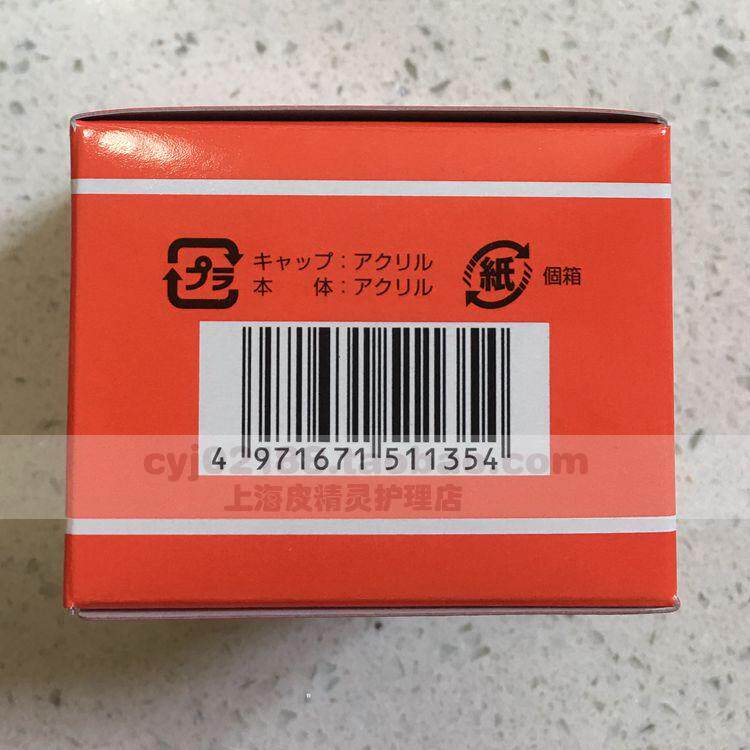 プラ
キャップ：アクリル
本　体：アクリル
紙
個箱
4 971671 511354
上海皮精灵护理店